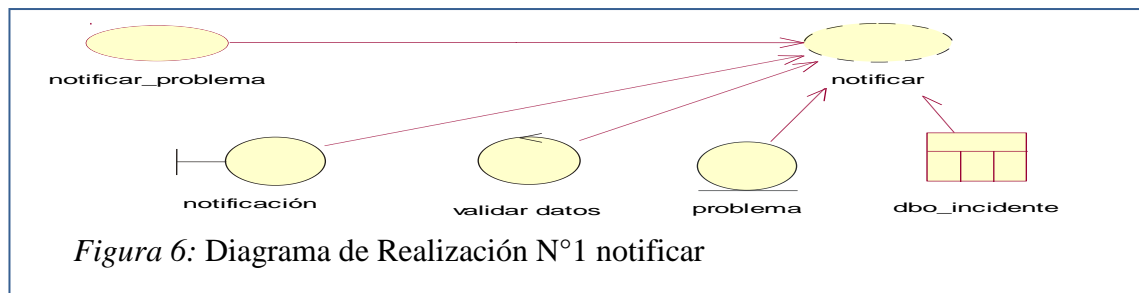 notificar_problema
notificar
notificación
validar datos
problema
dbo_incidente
Figura 6: Diagrama de Realización N°1 notificar